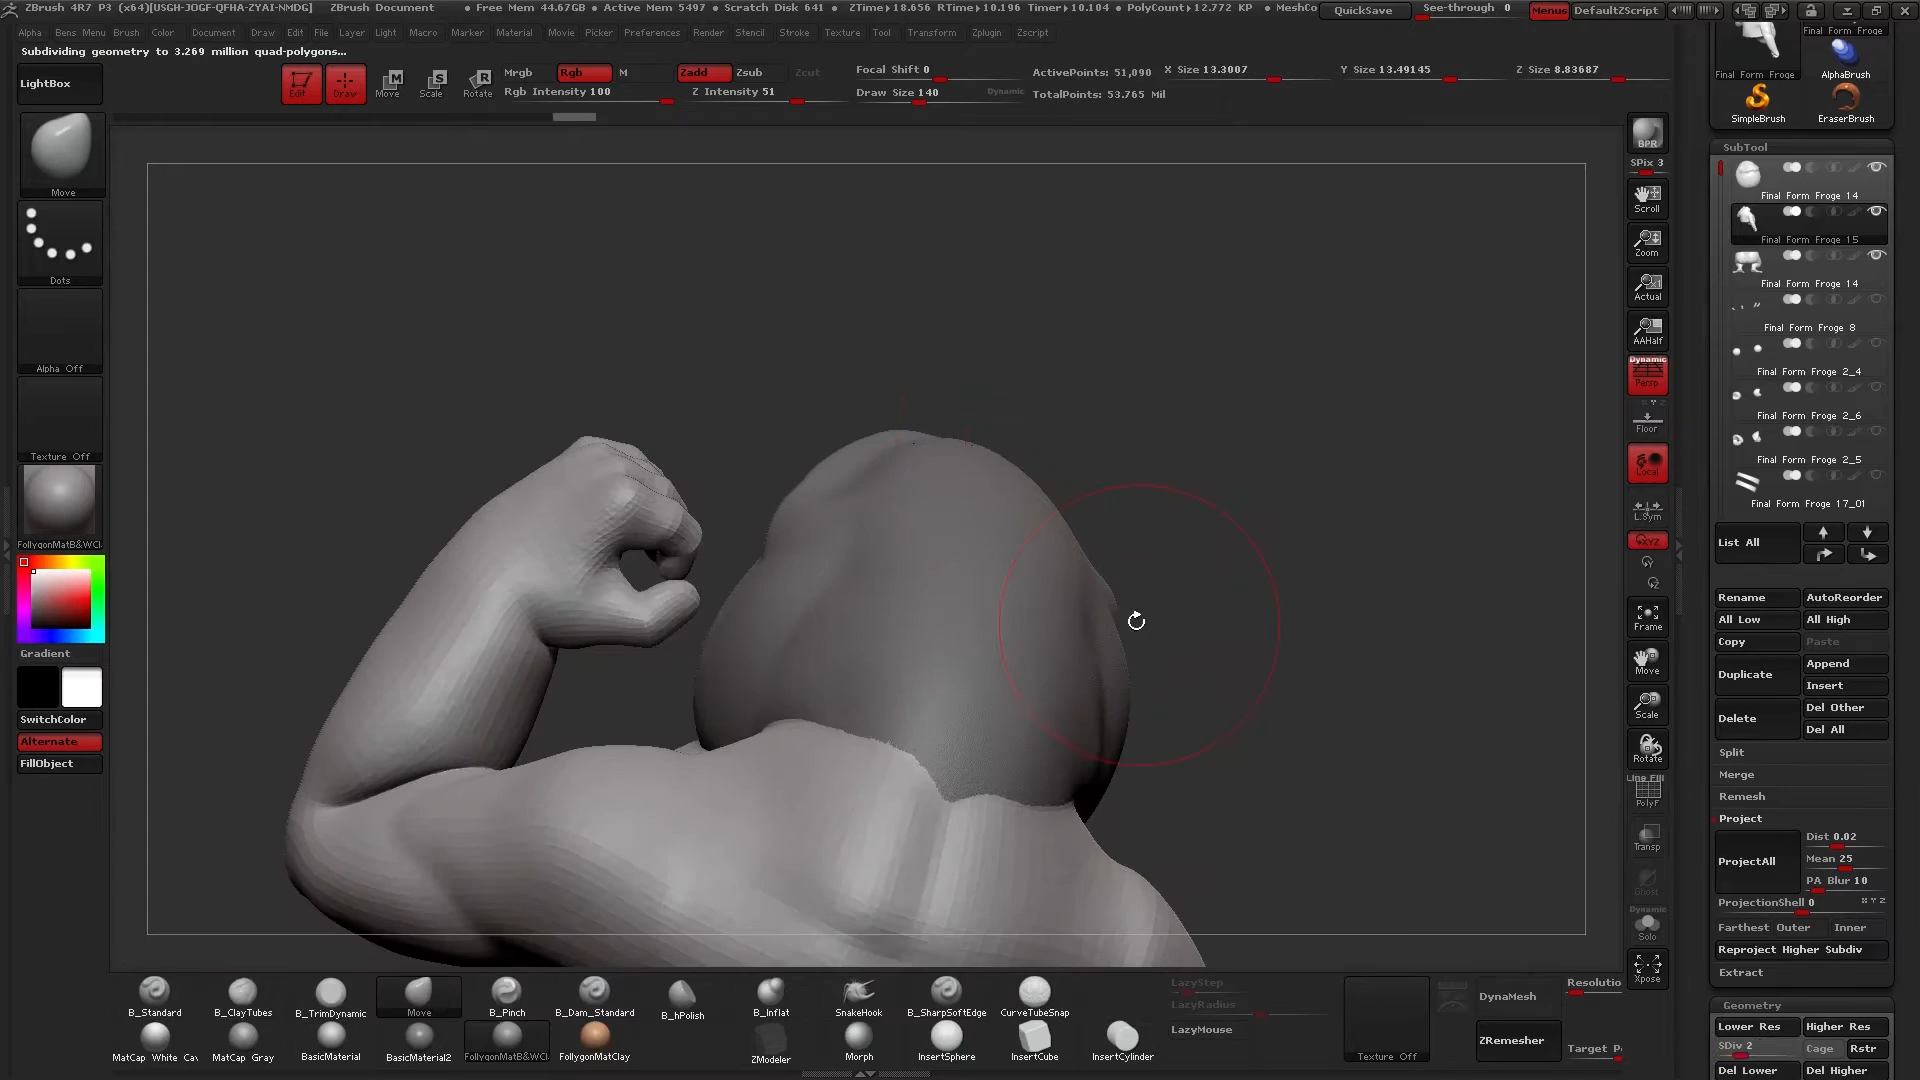 ZBrush 4R7 P3 (x64)[USGH-JOGF-QFHA-ZYAI-NMDG] ZBrush Document • Free Mem 44.67GB • Active Mem 5497 • Scratch Disk 641 • ZTime▸18.656 RTime▸10.196 Timer▸10.104 • PolyCount▸12.772 KP • MeshCo QuickSave See-through 0 Menus DefaultZScript
Alpha Bens Menu Brush Color Document Draw Edit File Layer Light Macro Marker Material Movie Picker Preferences Render Stencil Stroke Texture Tool Transform Zplugin Zscript
Subdividing geometry to 3.269 million quad-polygons...
LightBox
Edit Draw Move Scale Rotate
Mrgb Rgb M Zadd Zsub Zcut
Rgb Intensity 100 Z Intensity 51
Focal Shift 0
Draw Size 140 Dynamic
ActivePoints: 51,090
TotalPoints: 53.765 Mil
X Size 13.3007 Y Size 13.49145 Z Size 8.83687
Move
Dots
Alpha Off
Texture Off
FollygonMatB&WCl
Gradient
SwitchColor
Alternate
FillObject
BPR
SPix 3
Scroll
Zoom
Actual
AAHalf
Dynamic
Persp
Floor
Local
L.Sym
XYZ
Frame
Move
Scale
Rotate
Line Fill
PolyF
Transp
Ghost
Dynamic
Solo
Xpose
Final Form Froge
Final Form Froge
AlphaBrush
SimpleBrush EraserBrush
SubTool
Final Form Froge 14
Final Form Froge 15
Final Form Froge 14
Final Form Froge 8
Final Form Froge 2_4
Final Form Froge 2_6
Final Form Froge 2_5
Final Form Froge 17_01
List All
Rename AutoReorder
All Low All High
Copy Paste
Duplicate Append
Insert
Delete Del Other
Del All
Split
Merge
Remesh
Project
ProjectAll Dist 0.02
Mean 25
PA Blur 10
ProjectionShell 0 X Y Z
Farthest Outer Inner
Reproject Higher Subdiv
Extract
Geometry
Lower Res Higher Res
SDiv 2 Cage Rstr
Del Lower Del Higher
B_Standard B_ClayTubes B_TrimDynamic Move B_Pinch B_Dam_Standard B_hPolish B_Inflat SnakeHook B_SharpSoftEdge CurveTubeSnap
MatCap White Cav MatCap Gray BasicMaterial BasicMaterial2 FollygonMatB&WCl FollygonMatClay ZModeler Morph InsertSphere InsertCube InsertCylinder
LazyStep
LazyRadius
LazyMouse
Texture Off
DynaMesh Resolutio
ZRemesher Target P